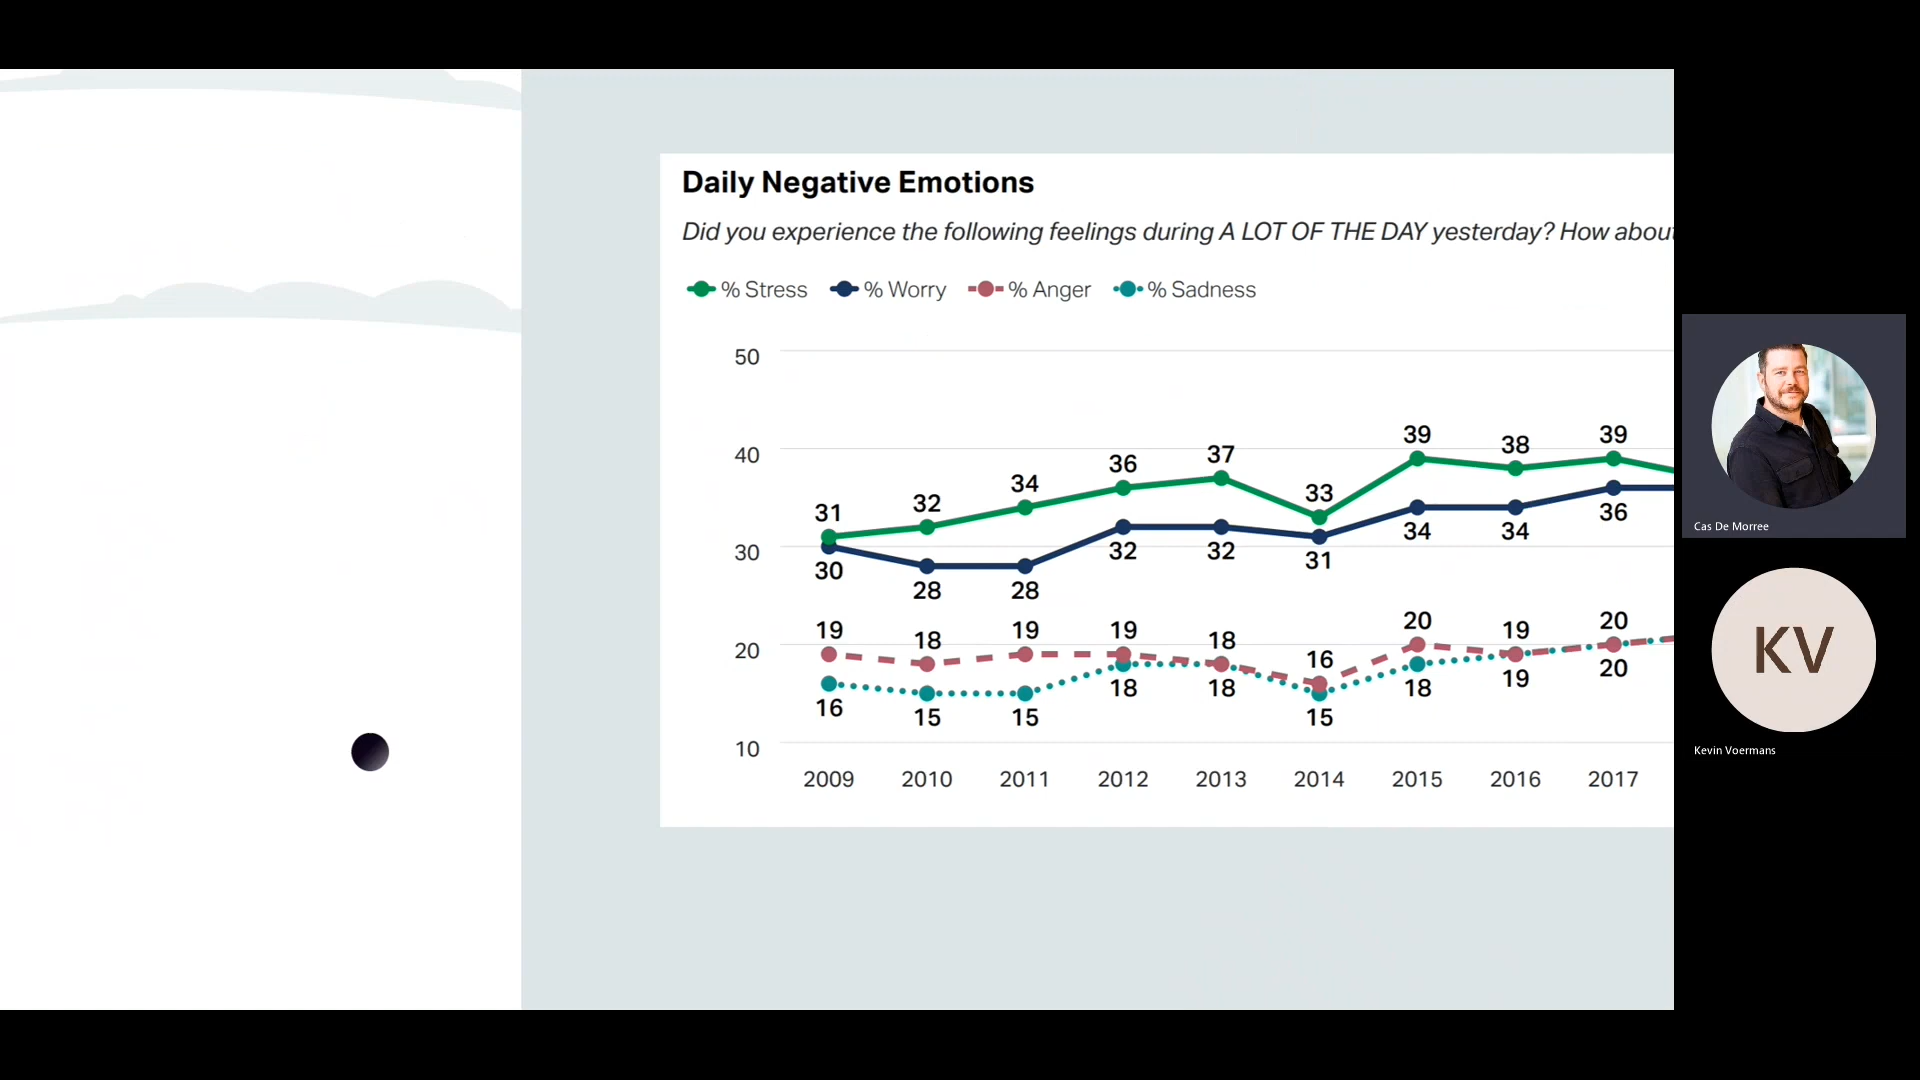 Daily Negative Emotions
Did you experience the following feelings during A LOT OF THE DAY yesterday? How about
% Stress % Worry % Anger % Sadness
50
40
30
20
10
31 32 34 36 37 33 39 38 39
30 28 28 32 32 31 34 34 36
19 18 19 19 18 16 20 19 20
16 15 15 18 18 15 18 19 20
2009 2010 2011 2012 2013 2014 2015 2016 2017
Cas De Morree
KV
Kevin Voermans